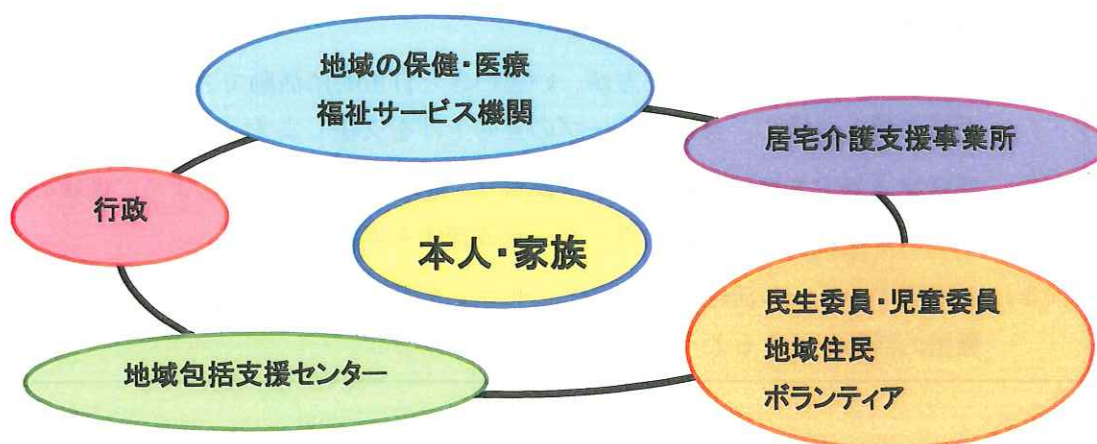 地域の保健・医療
福祉サービス機関
居宅介護支援事業所
行政
本人・家族
民生委員・児童委員
地域住民
ボランティア
地域包括支援センター